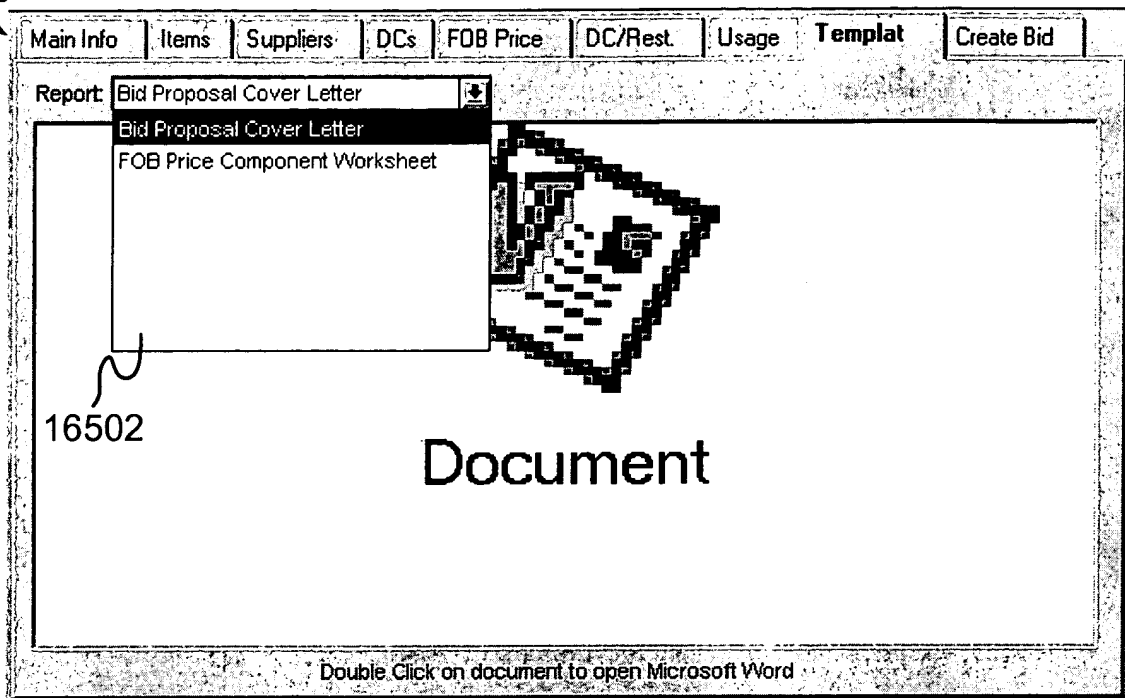 Main Info Items Suppliers DCs FOB Price DC/Rest. Usage Templat Create Bid
Report: Bid Proposal Cover Letter
Bid Proposal Cover Letter
FOB Price Component Worksheet
16502
Document
Double Click on document to open Microsoft Word